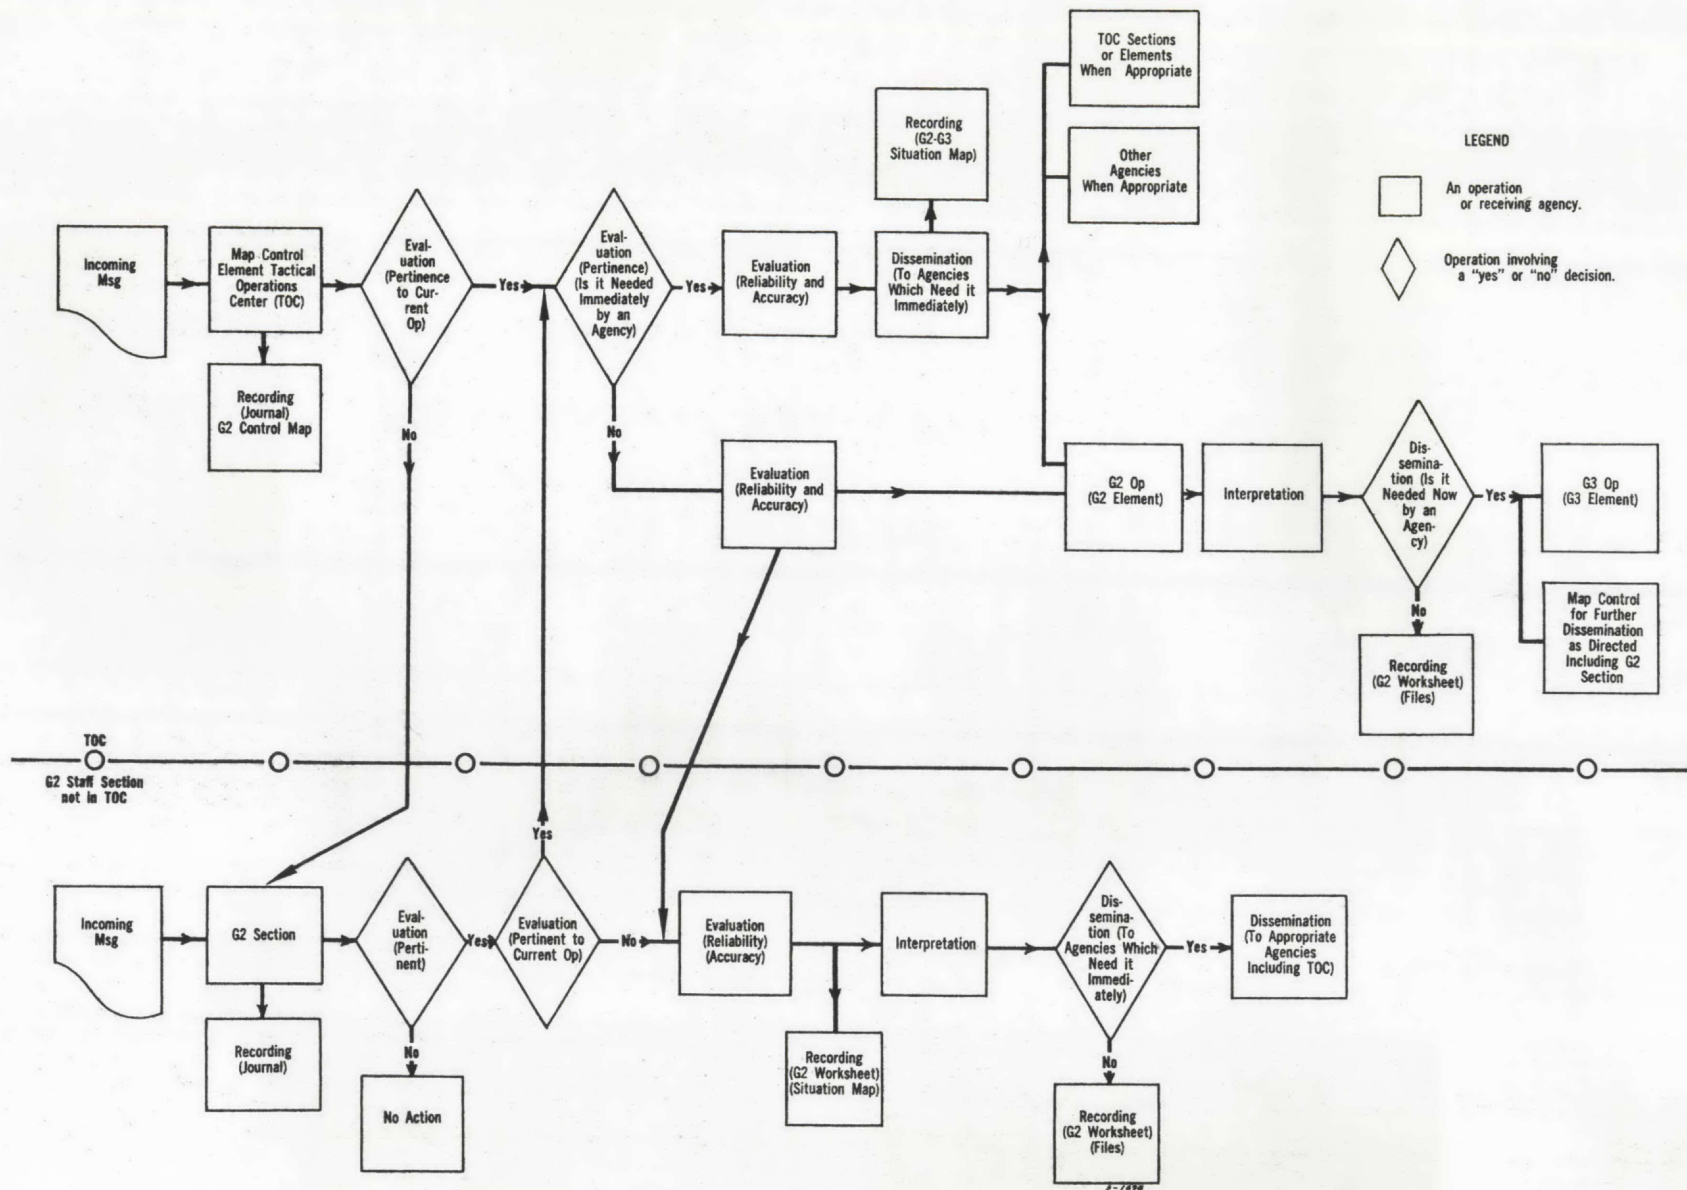 TOC Sections
or Elements
When Appropriate
Recording
(G2-G3
Situation Map)
Other
Agencies
When Appropriate
LEGEND
An operation
or receiving agency.
Operation involving
a “yes” or “no” decision.
Incoming
Msg
Map Control
Element Tactical
Operations
Center (TOC)
Eval-
uation
(Pertinence
to Cur-
rent
Op)
Yes
Eval-
uation
(Pertinence)
(Is it Needed
Immediately
by an
Agency)
Yes
Evaluation
(Reliability and
Accuracy)
Dissemination
(To Agencies
Which Need it
Immediately)
Recording
(Journal)
G2 Control Map
No
No
Evaluation
(Reliability and
Accuracy)
G2 Op
(G2 Element)
Interpretation
Dis-
semina-
tion (Is it
Needed Now
by an
Agen-
cy)
Yes
G3 Op
(G3 Element)
No
Map Control
for Further
Dissemination
as Directed
Including G2
Section
Recording
(G2 Worksheet)
(Files)
TOC
G2 Staff Section
not in TOC
Yes
Incoming
Msg
G2 Section
Eval-
uation
(Perti-
nent)
Yes
Evaluation
(Pertinent to
Current Op)
No
Evaluation
(Reliability)
(Accuracy)
Interpretation
Dis-
semina-
tion (To
Agencies Which
Need it
Immedi-
ately)
Yes
Dissemination
(To Appropriate
Agencies
Including TOC)
Recording
(Journal)
No
No Action
Recording
(G2 Worksheet)
(Situation Map)
No
Recording
(G2 Worksheet)
(Files)